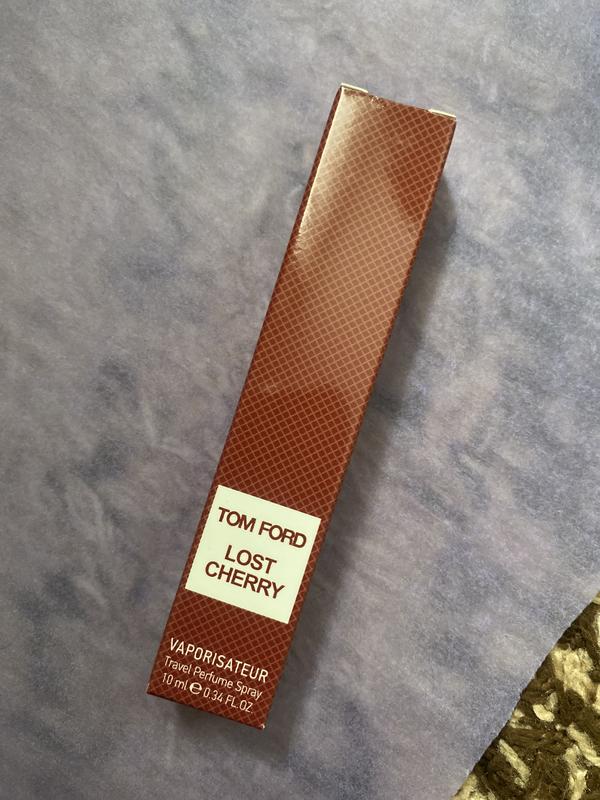 TOM FORD
LOST
CHERRY
VAPORISATEUR
Travel Perfume Spray
10 ml ℮ 0.34 FL.OZ.